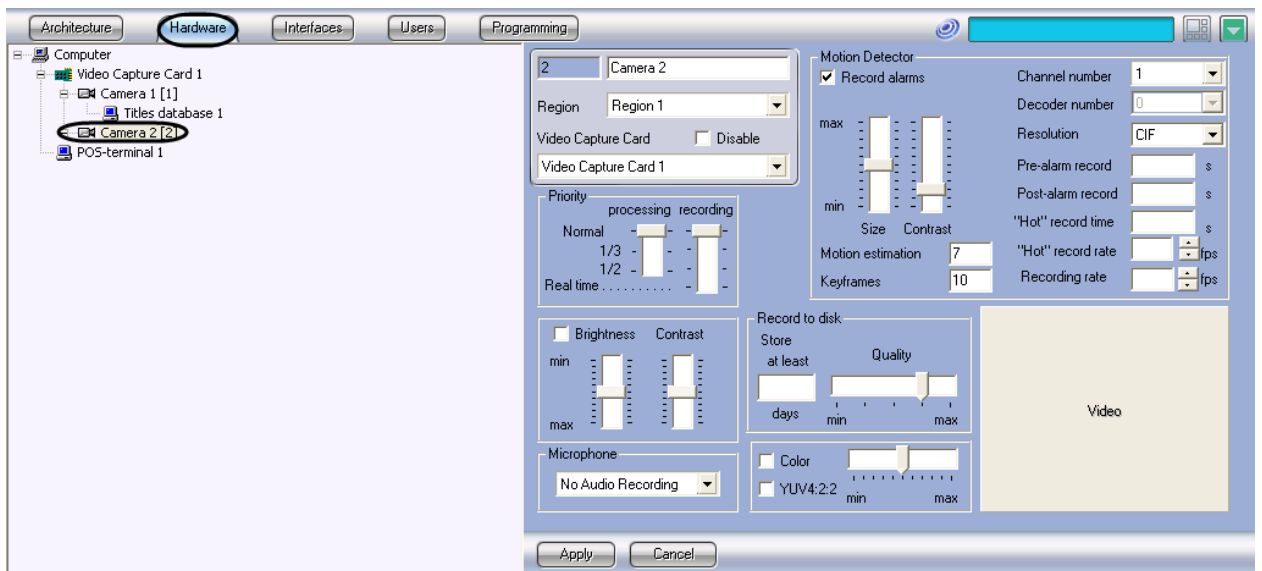 Architecture Hardware Interfaces Users Programming
Computer
Video Capture Card 1
Camera 1 [1]
Titles database 1
Camera 2 [2]
POS-terminal 1
2 Camera 2
Region Region 1
Video Capture Card Disable
Video Capture Card 1
Priority
processing recording
Normal
1/3
1/2
Real time . . . . . . . . . .
Brightness Contrast
min
max
Microphone
No Audio Recording
Motion Detector
Record alarms
max
min
Size Contrast
Motion estimation 7
Keyframes 10
Channel number 1
Decoder number 0
Resolution CIF
Pre-alarm record s
Post-alarm record s
"Hot" record time s
"Hot" record rate fps
Recording rate fps
Record to disk
Store
at least Quality
days min max
Color
YUV4:2:2 min max
Video
Apply Cancel